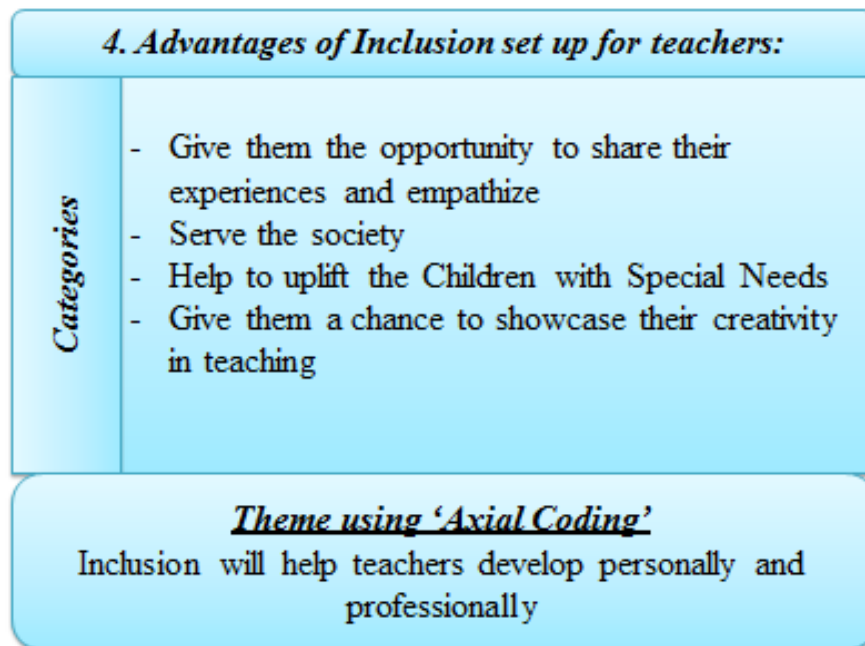 4. Advantages of Inclusion set up for teachers:
Categories
- Give them the opportunity to share their
experiences and empathize
- Serve the society
- Help to uplift the Children with Special Needs
- Give them a chance to showcase their creativity
in teaching
Theme using ‘Axial Coding’
Inclusion will help teachers develop personally and
professionally